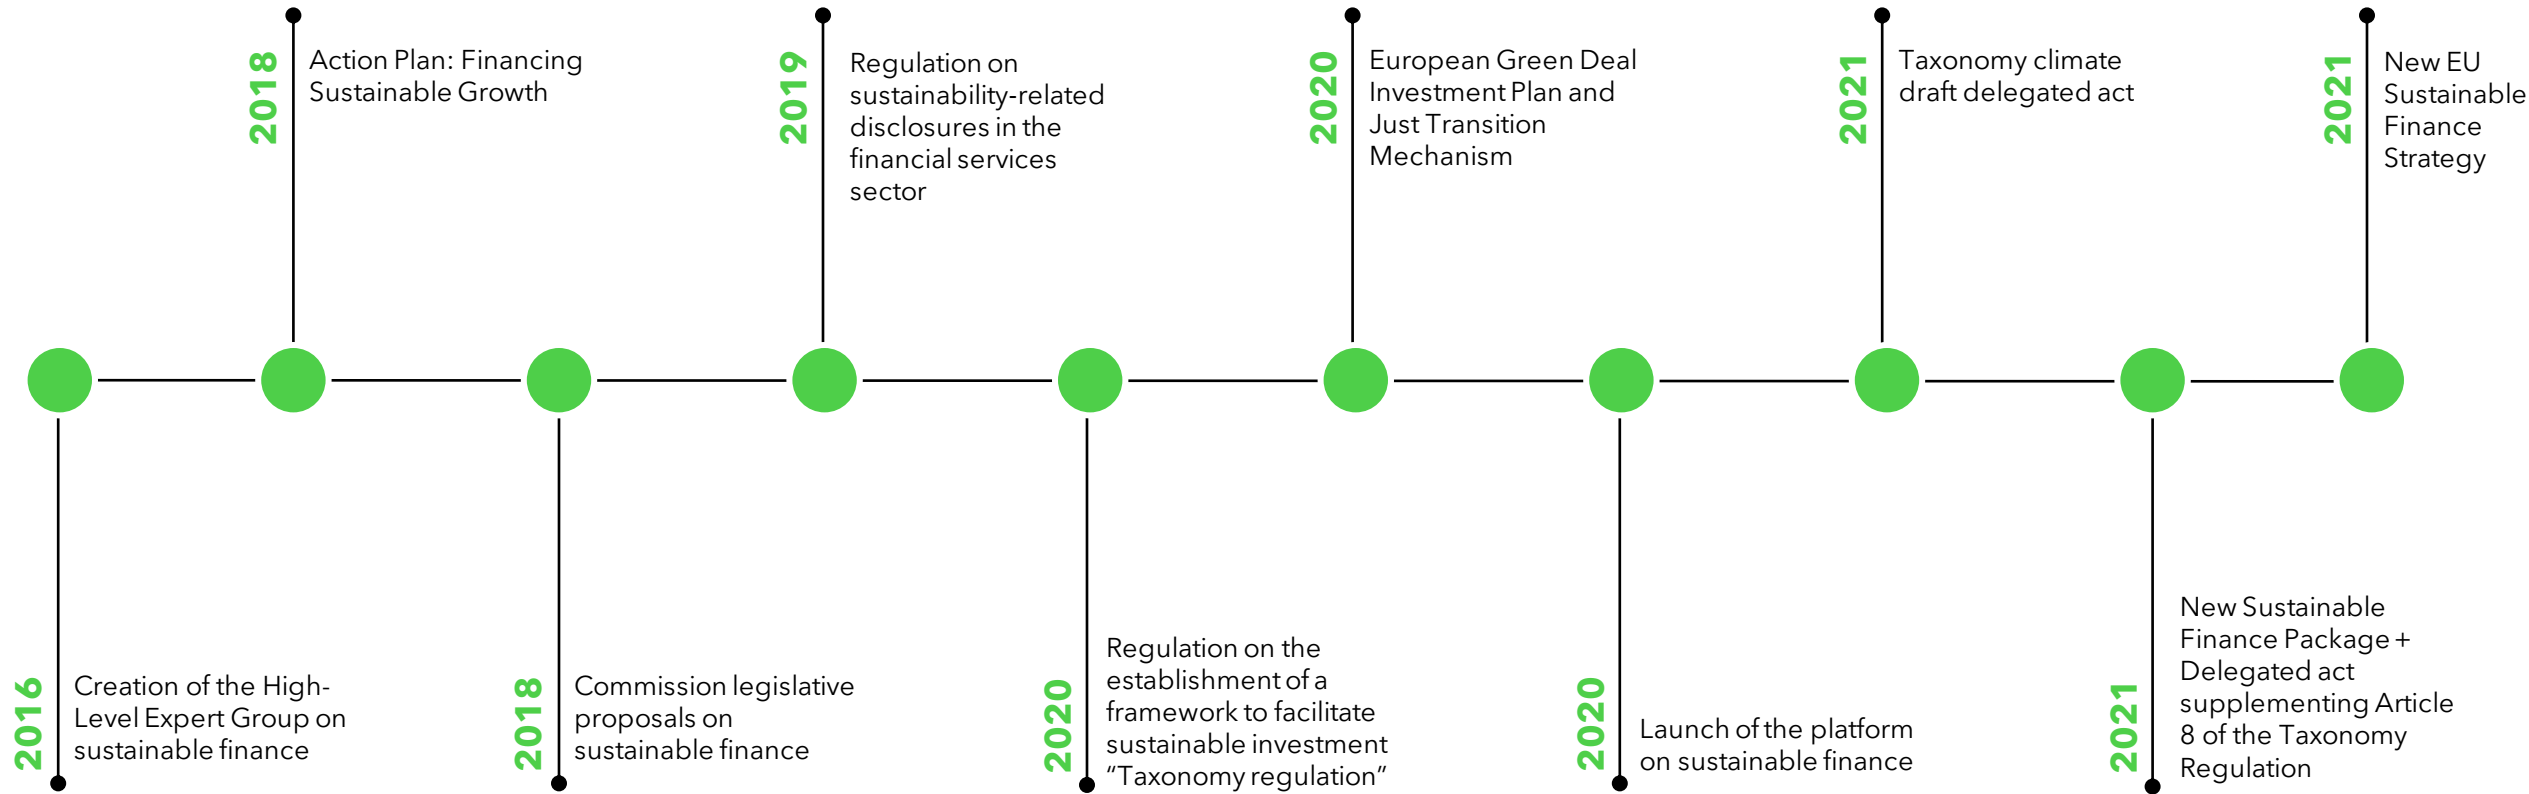 2016
Creation of the High-
Level Expert Group on
sustainable finance
2018
Action Plan: Financing
Sustainable Growth
2018
Commission legislative
proposals on
sustainable finance
2019
Regulation on
sustainability-related
disclosures in the
financial services
sector
2020
Regulation on the
establishment of a
framework to facilitate
sustainable investment
“Taxonomy regulation”
2020
European Green Deal
Investment Plan and
Just Transition
Mechanism
2020
Launch of the platform
on sustainable finance
2021
Taxonomy climate
draft delegated act
2021
New Sustainable
Finance Package +
Delegated act
supplementing Article
8 of the Taxonomy
Regulation
2021
New EU
Sustainable
Finance
Strategy